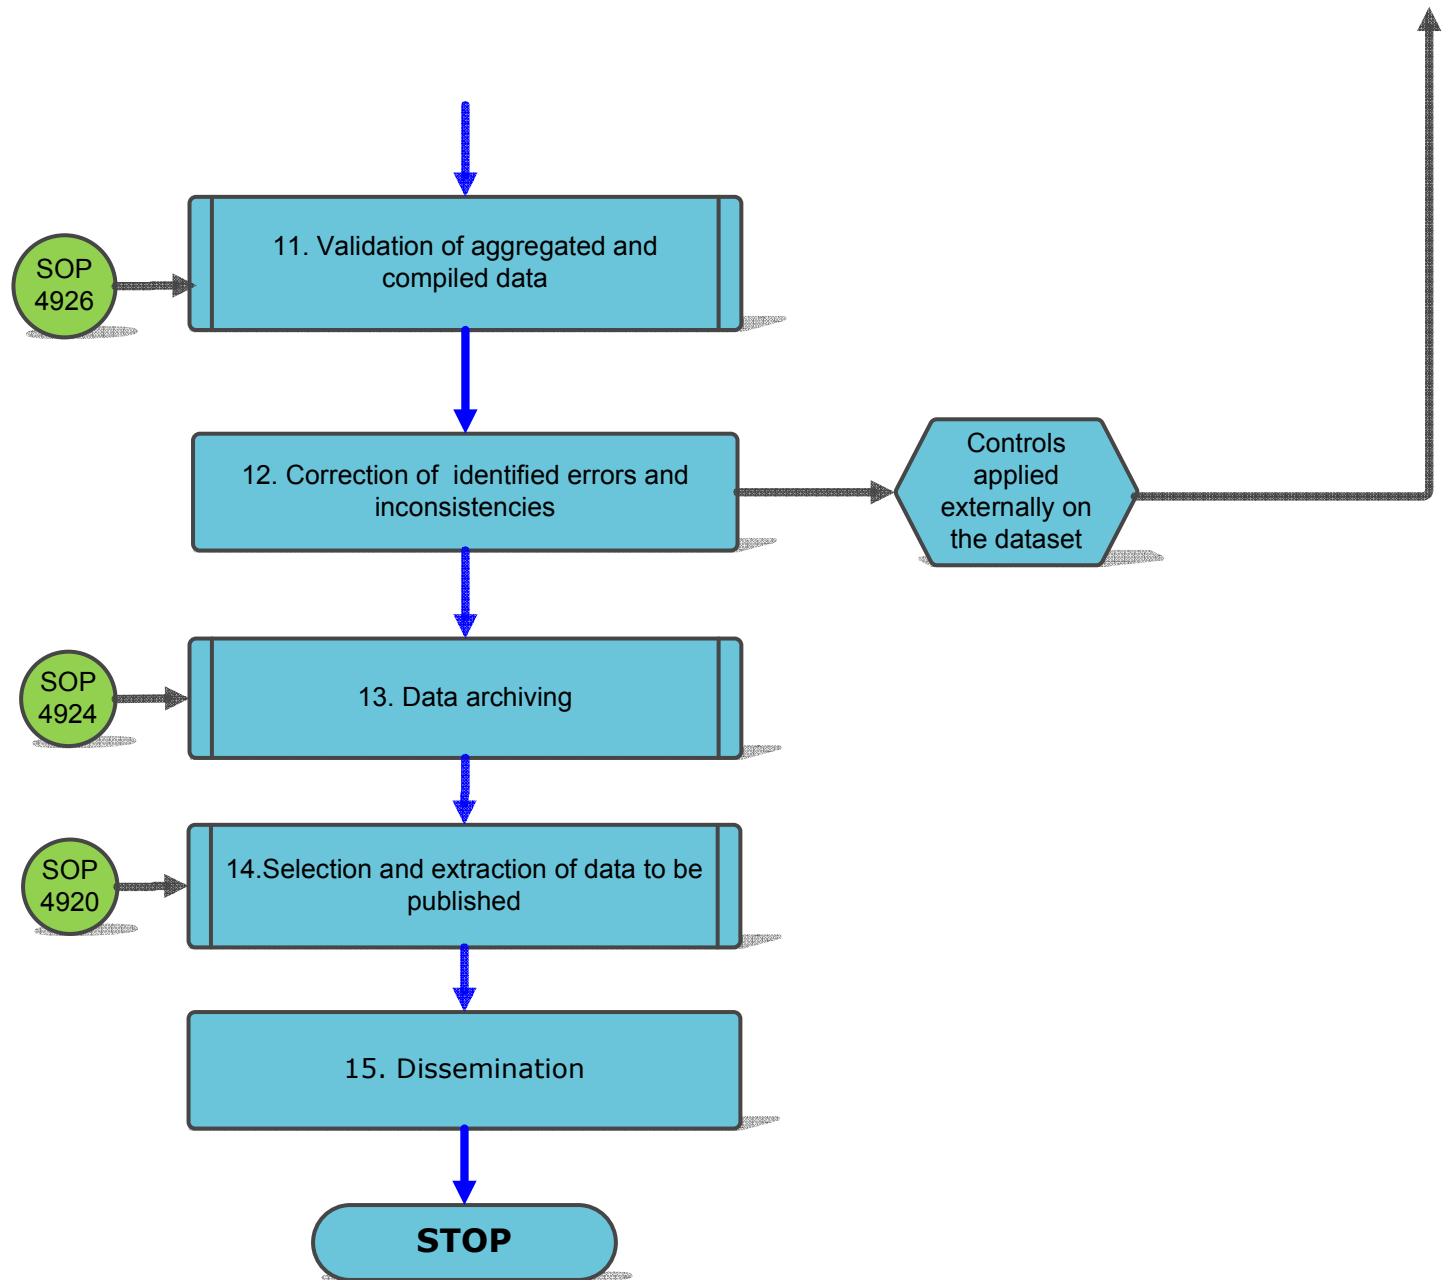 11. Validation of aggregated and
compiled data
SOP
4926
12. Correction of  identified errors and
inconsistencies
Controls
applied
externally on
the dataset
SOP
4924
13. Data archiving
SOP
4920
14.Selection and extraction of data to be
published
15. Dissemination
STOP